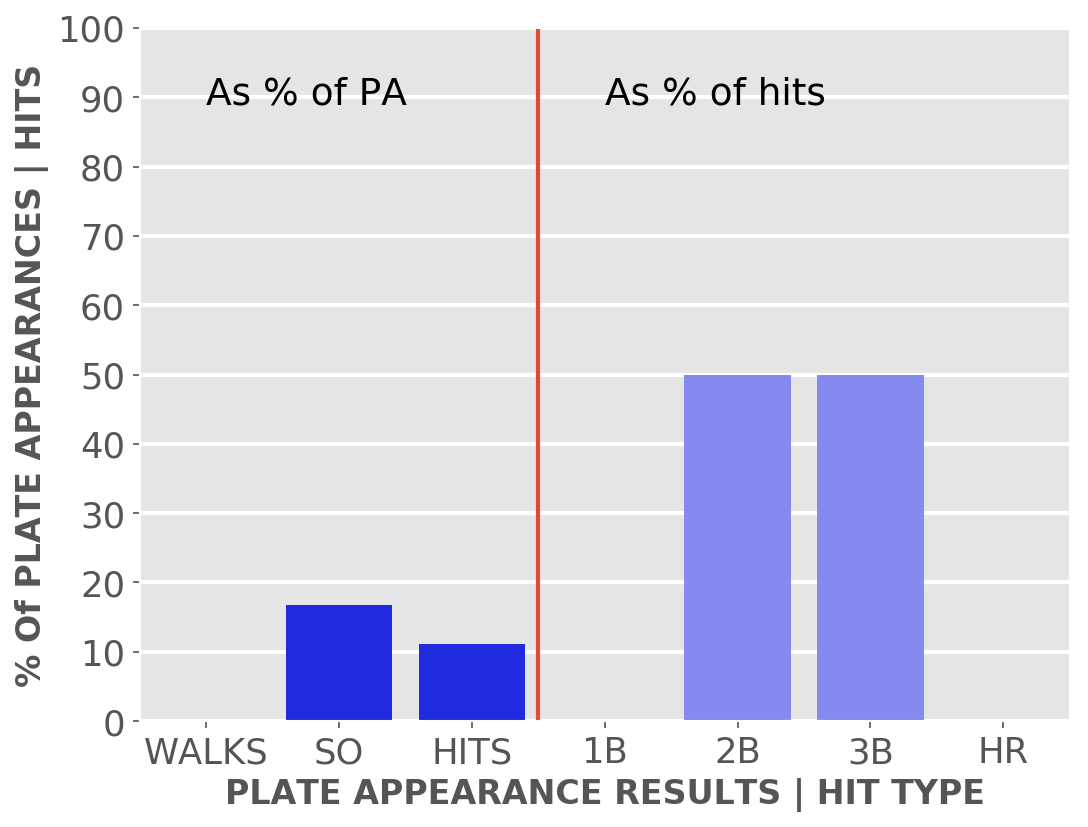 100
90
80
70
60
50
40
30
20
10
0
% Of PLATE APPEARANCES | HITS
As % of PA
As % of hits
WALKS SO HITS 1B 2B 3B HR
PLATE APPEARANCE RESULTS | HIT TYPE